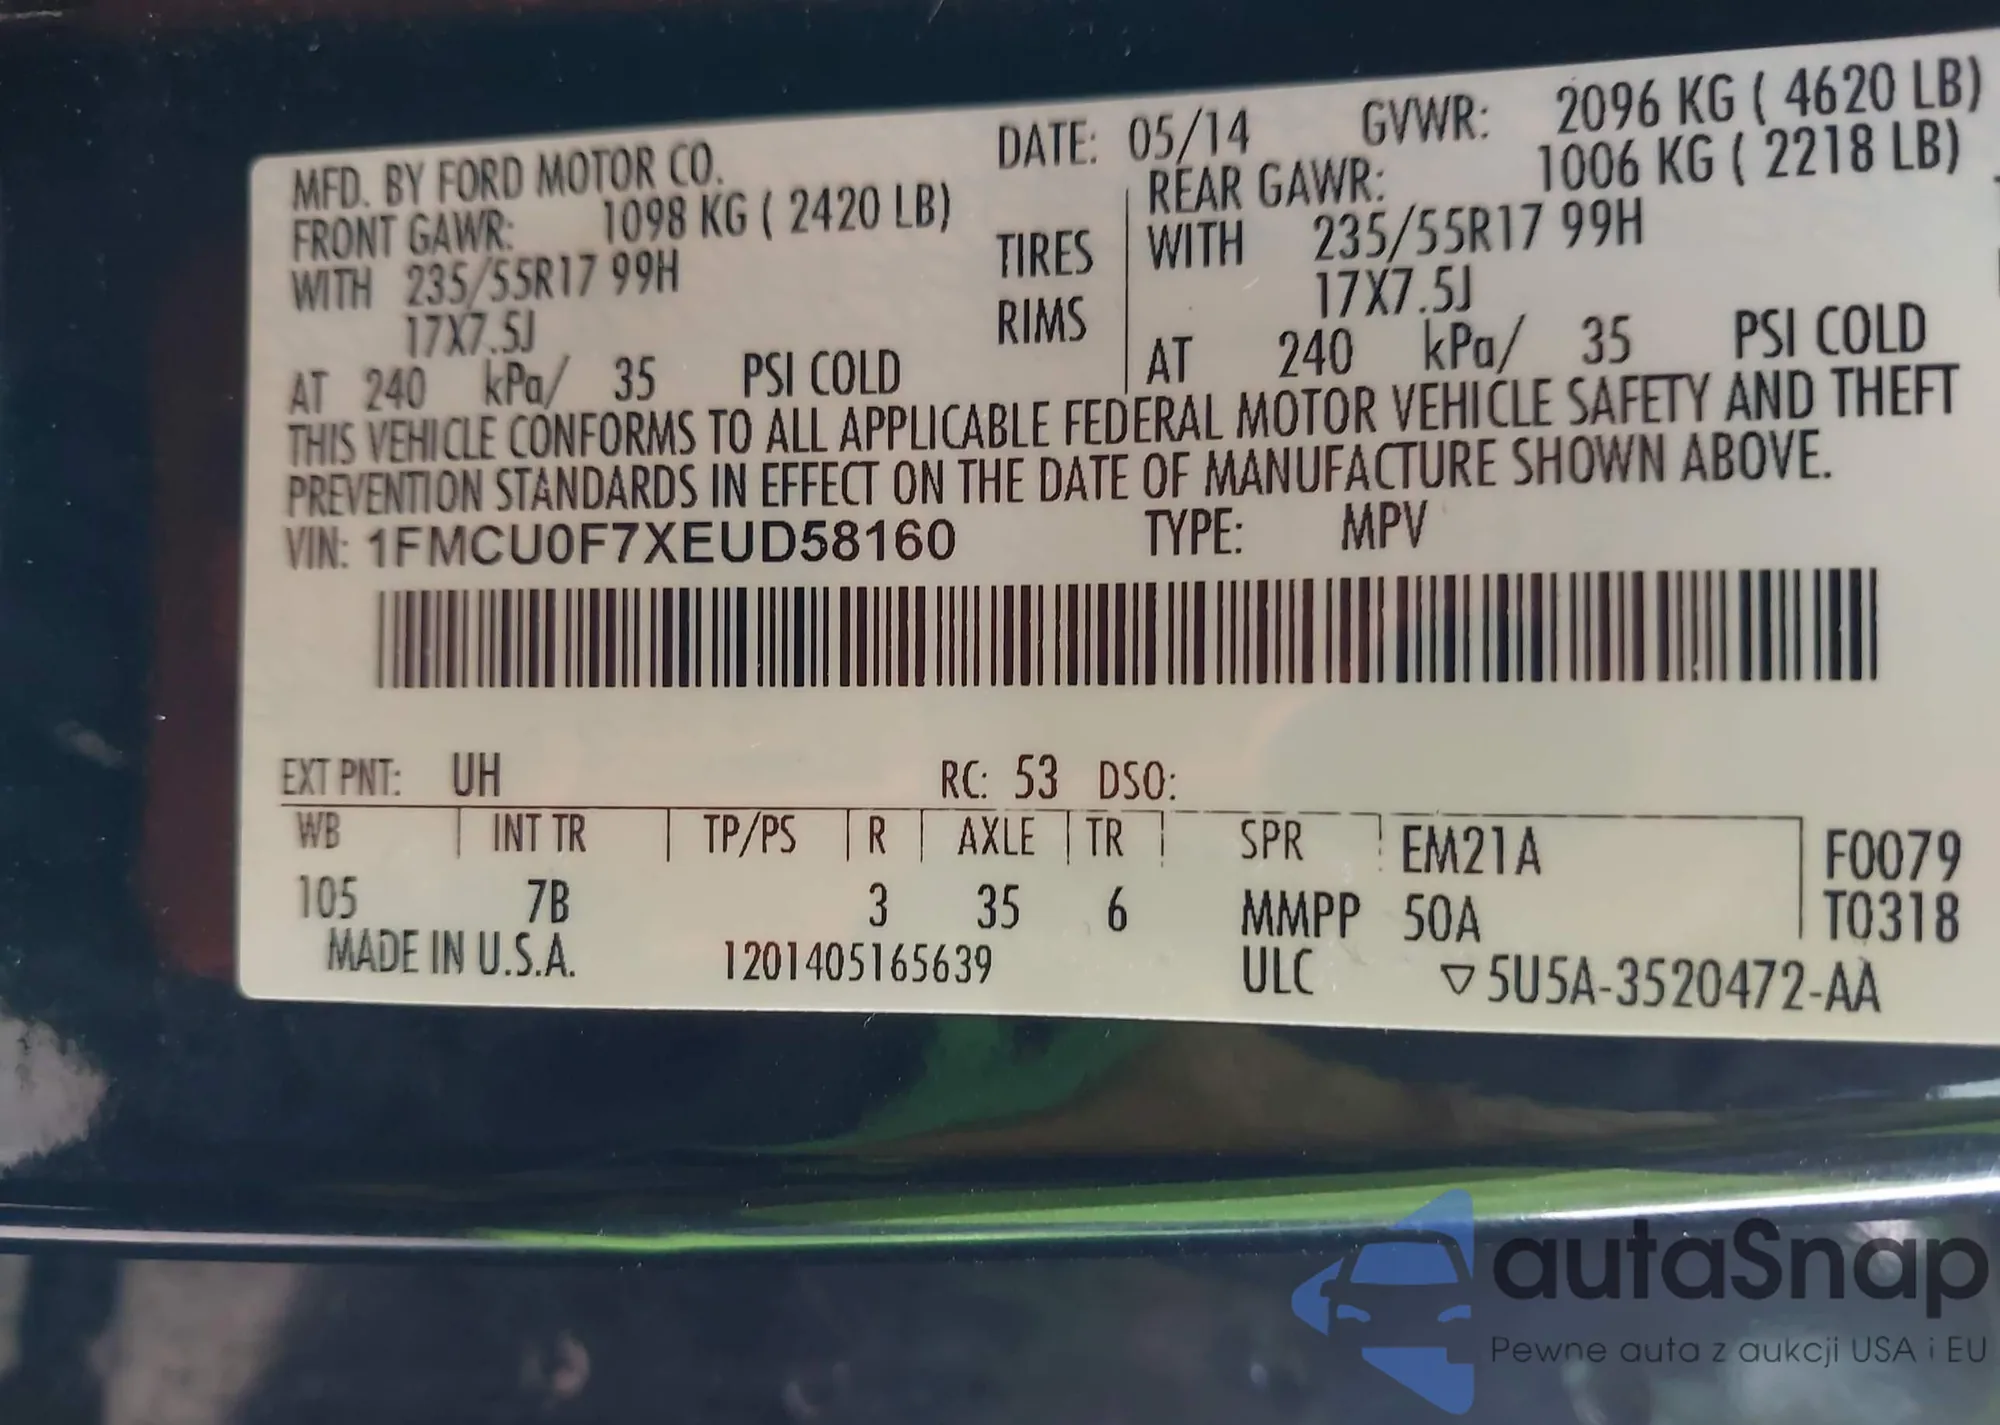 MFD. BY FORD MOTOR CO. DATE: 05/14 GVWR: 2096 KG ( 4620 LB)
FRONT GAWR: 1098 KG ( 2420 LB) REAR GAWR: 1006 KG ( 2218 LB)
WITH 235/55R17 99H TIRES WITH 235/55R17 99H
17X7.5J RIMS 17X7.5J
AT 240 kPa/ 35 PSI COLD AT 240 kPa/ 35 PSI COLD
THIS VEHICLE CONFORMS TO ALL APPLICABLE FEDERAL MOTOR VEHICLE SAFETY AND THEFT
PREVENTION STANDARDS IN EFFECT ON THE DATE OF MANUFACTURE SHOWN ABOVE.
VIN: 1FMCU0F7XEUD58160 TYPE: MPV
EXT PNT: UH RC: 53 DSO:
WB INT TR TP/PS R AXLE TR SPR EM21A F0079
105 7B 3 35 6 MMPP 50A T0318
MADE IN U.S.A. 1201405165639 ULC ▽5U5A-3520472-AA
autaSnap
Pewne auta z aukcji USA i EU